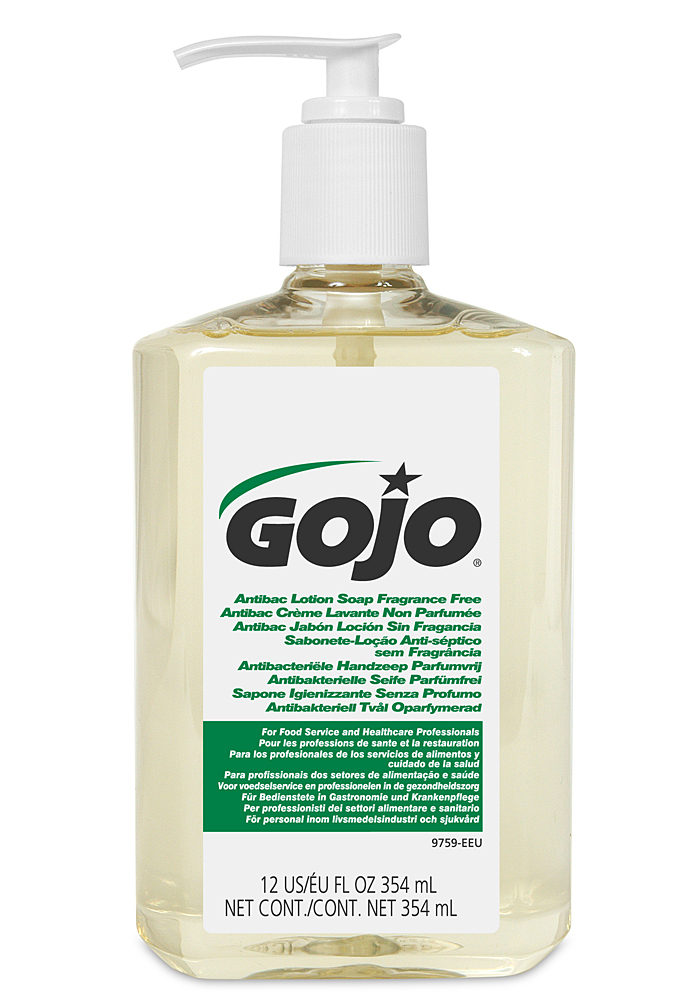 GOJO®
Antibac Lotion Soap Fragrance Free
Antibac Crème Lavante Non Parfumée
Antibac Jabón Loción Sin Fragancia
Sabonete-Loção Anti-séptico
sem Fragrância
Antibacteriële Handzeep Parfumvrij
Antibakterielle Seife Parfümfrei
Sapone Igienizzante Senza Profumo
Antibakteriell Tvål Oparfymerad
For Food Service and Healthcare Professionals
Pour les professions de sante et la restauration
Para los profesionales de los servicios de alimentos y
cuidado de la salud
Para profissionais dos setores de alimentação e saúde
Voor voedselservice en professionelen in de gezondheidszorg
Für Bedienstete in Gastronomie und Krankenpflege
Per professionisti dei settori alimentare e sanitario
För personal inom livsmedelsindustri och sjukvård
9759-EEU
12 US/ÉU FL OZ 354 mL
NET CONT./CONT. NET 354 mL